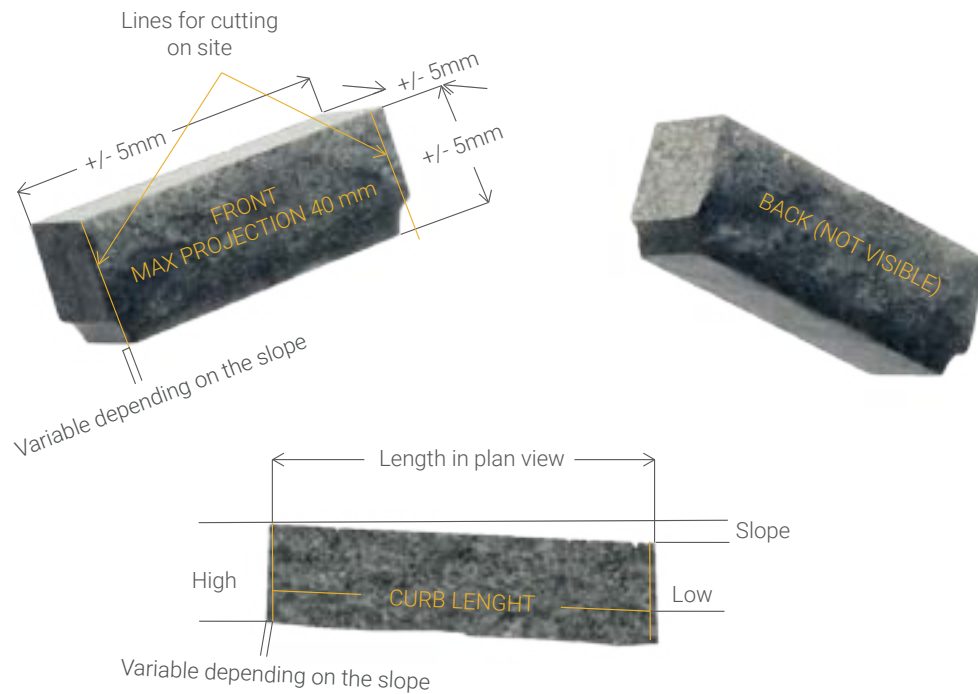 Lines for cutting
on site
+/- 5mm
+/- 5mm
+/- 5mm
FRONT
MAX PROJECTION 40 mm
BACK (NOT VISIBLE)
Variable depending on the slope
Length in plan view
Slope
High
CURB LENGHT
Low
Variable depending on the slope